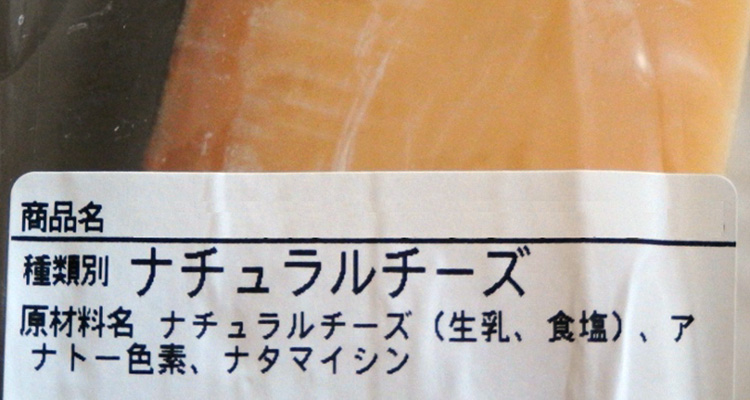 商品名
種類別 ナチュラルチーズ
原材料名 ナチュラルチーズ（生乳、食塩）、ア
ナトー色素、ナタマイシン